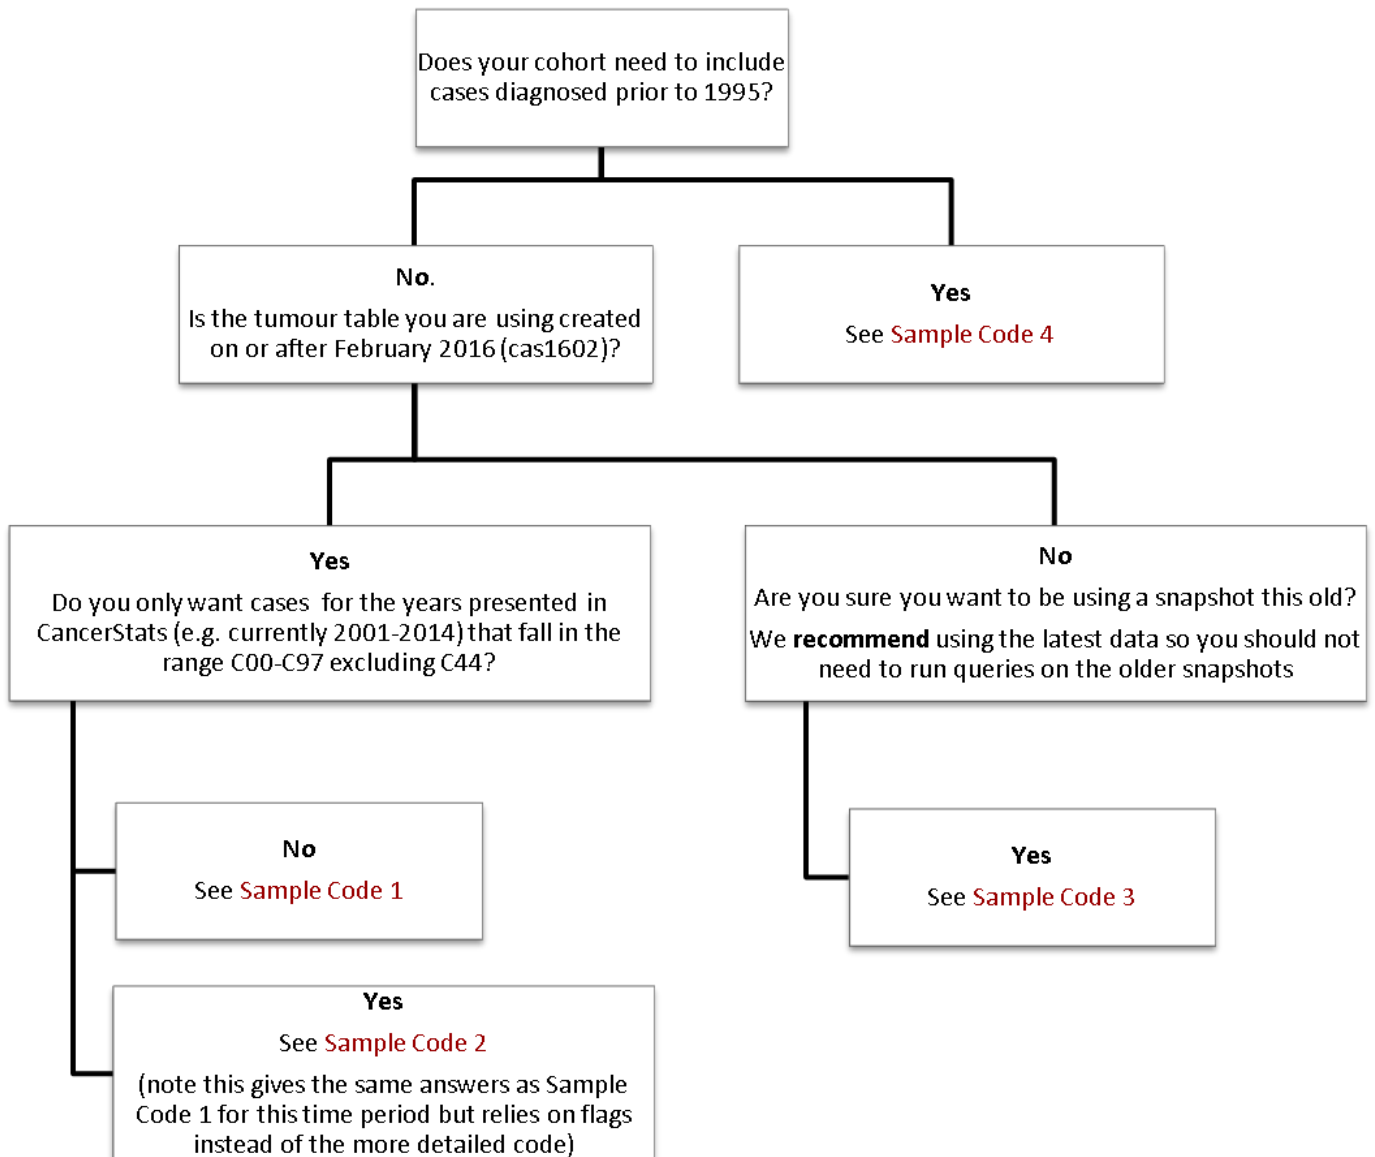 Does your cohort need to include
cases diagnosed prior to 1995?
No.
Is the tumour table you are using created
on or after February 2016 (cas1602)?
Yes
See Sample Code 4
Yes
Do you only want cases for the years presented in
CancerStats (e.g. currently 2001-2014) that fall in the
range C00-C97 excluding C44?
No
Are you sure you want to be using a snapshot this old?
We recommend using the latest data so you should not
need to run queries on the older snapshots
No
See Sample Code 1
Yes
See Sample Code 3
Yes
See Sample Code 2
(note this gives the same answers as Sample
Code 1 for this time period but relies on flags
instead of the more detailed code)